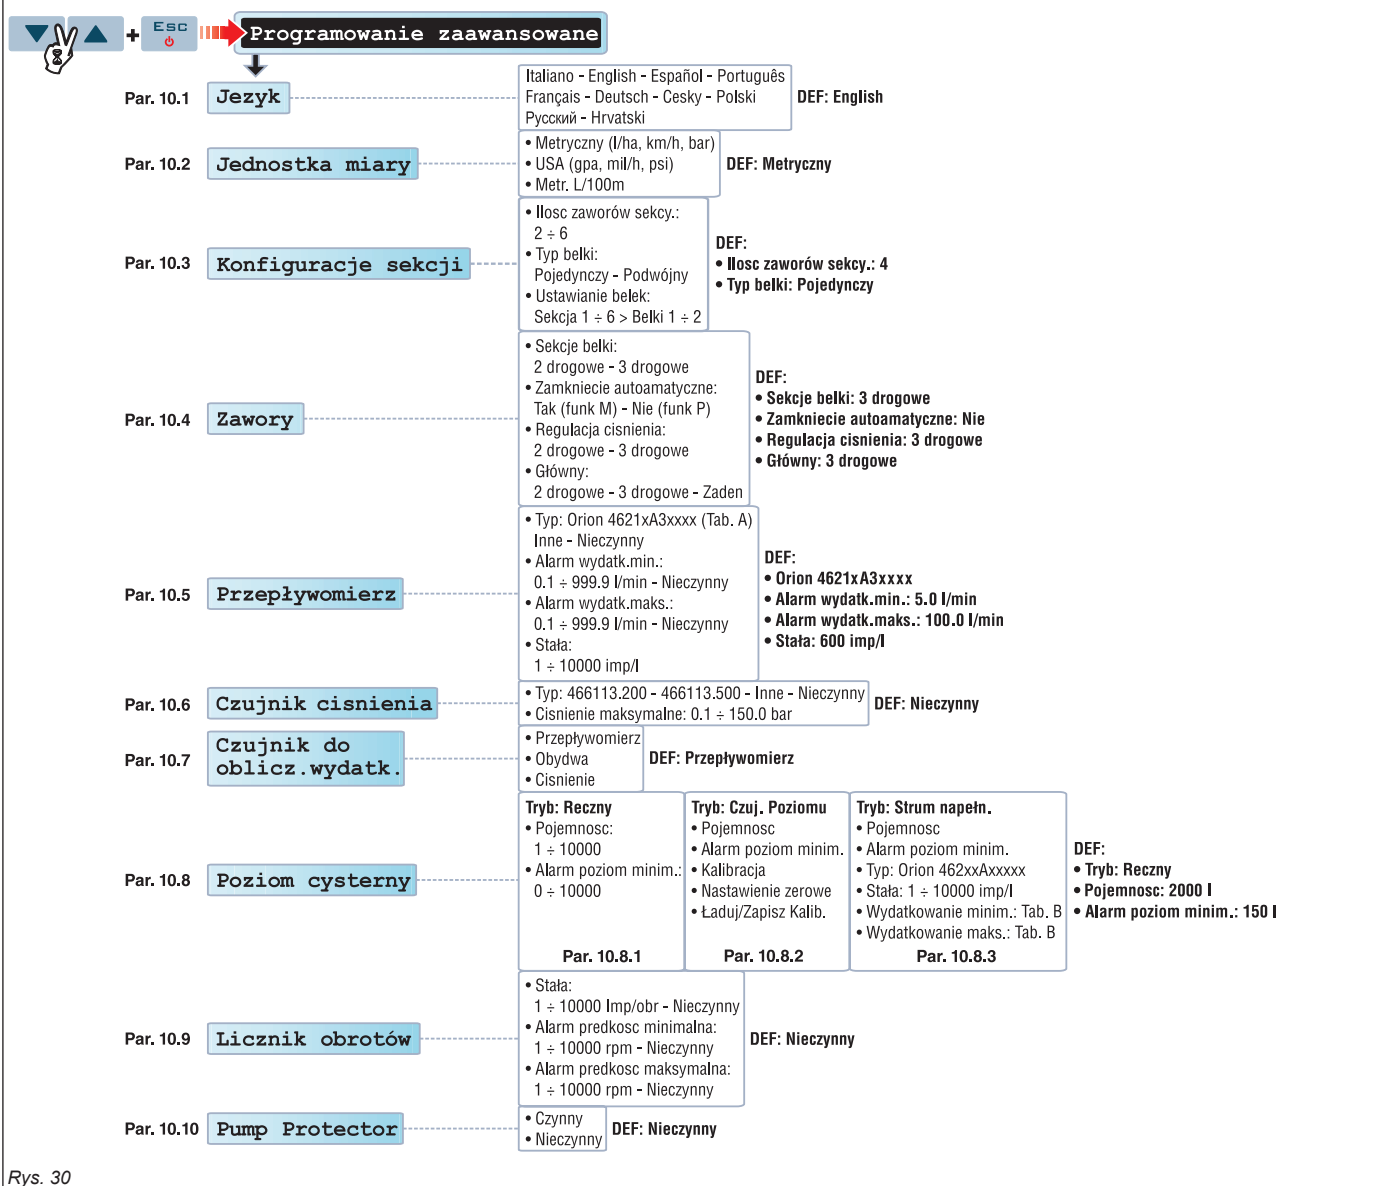 Esc
+
Programowanie zaawansowane
Par. 10.1
Jezyk
Italiano - English - Español - Português
Français - Deutsch - Cesky - Polski
Русский - Hrvatski
DEF: English
Par. 10.2
Jednostka miary
• Metryczny (l/ha, km/h, bar)
• USA (gpa, mil/h, psi)
• Metr. L/100m
DEF: Metryczny
Par. 10.3
Konfiguracje sekcji
• Ilosc zaworów sekcy.:
2 ÷ 6
• Typ belki:
Pojedynczy - Podwójny
• Ustawianie belek:
Sekcja 1 ÷ 6 > Belki 1 ÷ 2
DEF:
• Ilosc zaworów sekcy.: 4
• Typ belki: Pojedynczy
Par. 10.4
Zawory
• Sekcje belki:
2 drogowe - 3 drogowe
• Zamkniecie autoamatyczne:
Tak (funk M) - Nie (funk P)
• Regulacja cisnienia:
2 drogowe - 3 drogowe
• Główny:
2 drogowe - 3 drogowe - Zaden
DEF:
• Sekcje belki: 3 drogowe
• Zamkniecie autoamatyczne: Nie
• Regulacja cisnienia: 3 drogowe
• Główny: 3 drogowe
Par. 10.5
Przepływomierz
• Typ: Orion 4621xA3xxxx (Tab. A)
Inne - Nieczynny
• Alarm wydatk.min.:
0.1 ÷ 999.9 l/min - Nieczynny
• Alarm wydatk.maks.:
0.1 ÷ 999.9 l/min - Nieczynny
• Stała:
1 ÷ 10000 imp/l
DEF:
• Orion 4621xA3xxxx
• Alarm wydatk.min.: 5.0 l/min
• Alarm wydatk.maks.: 100.0 l/min
• Stała: 600 imp/l
Par. 10.6
Czujnik cisnienia
• Typ: 466113.200 - 466113.500 - Inne - Nieczynny
• Cisnienie maksymalne: 0.1 ÷ 150.0 bar
DEF: Nieczynny
Par. 10.7
Czujnik do
oblicz.wydatk.
• Przepływomierz
• Obydwa
• Cisnienie
DEF: Przepływomierz
Par. 10.8
Poziom cysterny
Tryb: Reczny
• Pojemnosc:
1 ÷ 10000
• Alarm poziom minim.:
0 ÷ 10000
Par. 10.8.1
Tryb: Czuj. Poziomu
• Pojemnosc
• Alarm poziom minim.
• Kalibracja
• Nastawienie zerowe
• Ładuj/Zapisz Kalib.
Par. 10.8.2
Tryb: Strum napełn.
• Pojemnosc
• Alarm poziom minim.
• Typ: Orion 462xxAxxxxx
• Stała: 1 ÷ 10000 imp/l
• Wydatkowanie minim.: Tab. B
• Wydatkowanie maks.: Tab. B
Par. 10.8.3
DEF:
• Tryb: Reczny
• Pojemnosc: 2000 l
• Alarm poziom minim.: 150 l
Par. 10.9
Licznik obrotów
• Stała:
1 ÷ 10000 Imp/obr - Nieczynny
• Alarm predkosc minimalna:
1 ÷ 10000 rpm - Nieczynny
• Alarm predkosc maksymalna:
1 ÷ 10000 rpm - Nieczynny
DEF: Nieczynny
Par. 10.10
Pump Protector
• Czynny
• Nieczynny
DEF: Nieczynny
Rys. 30